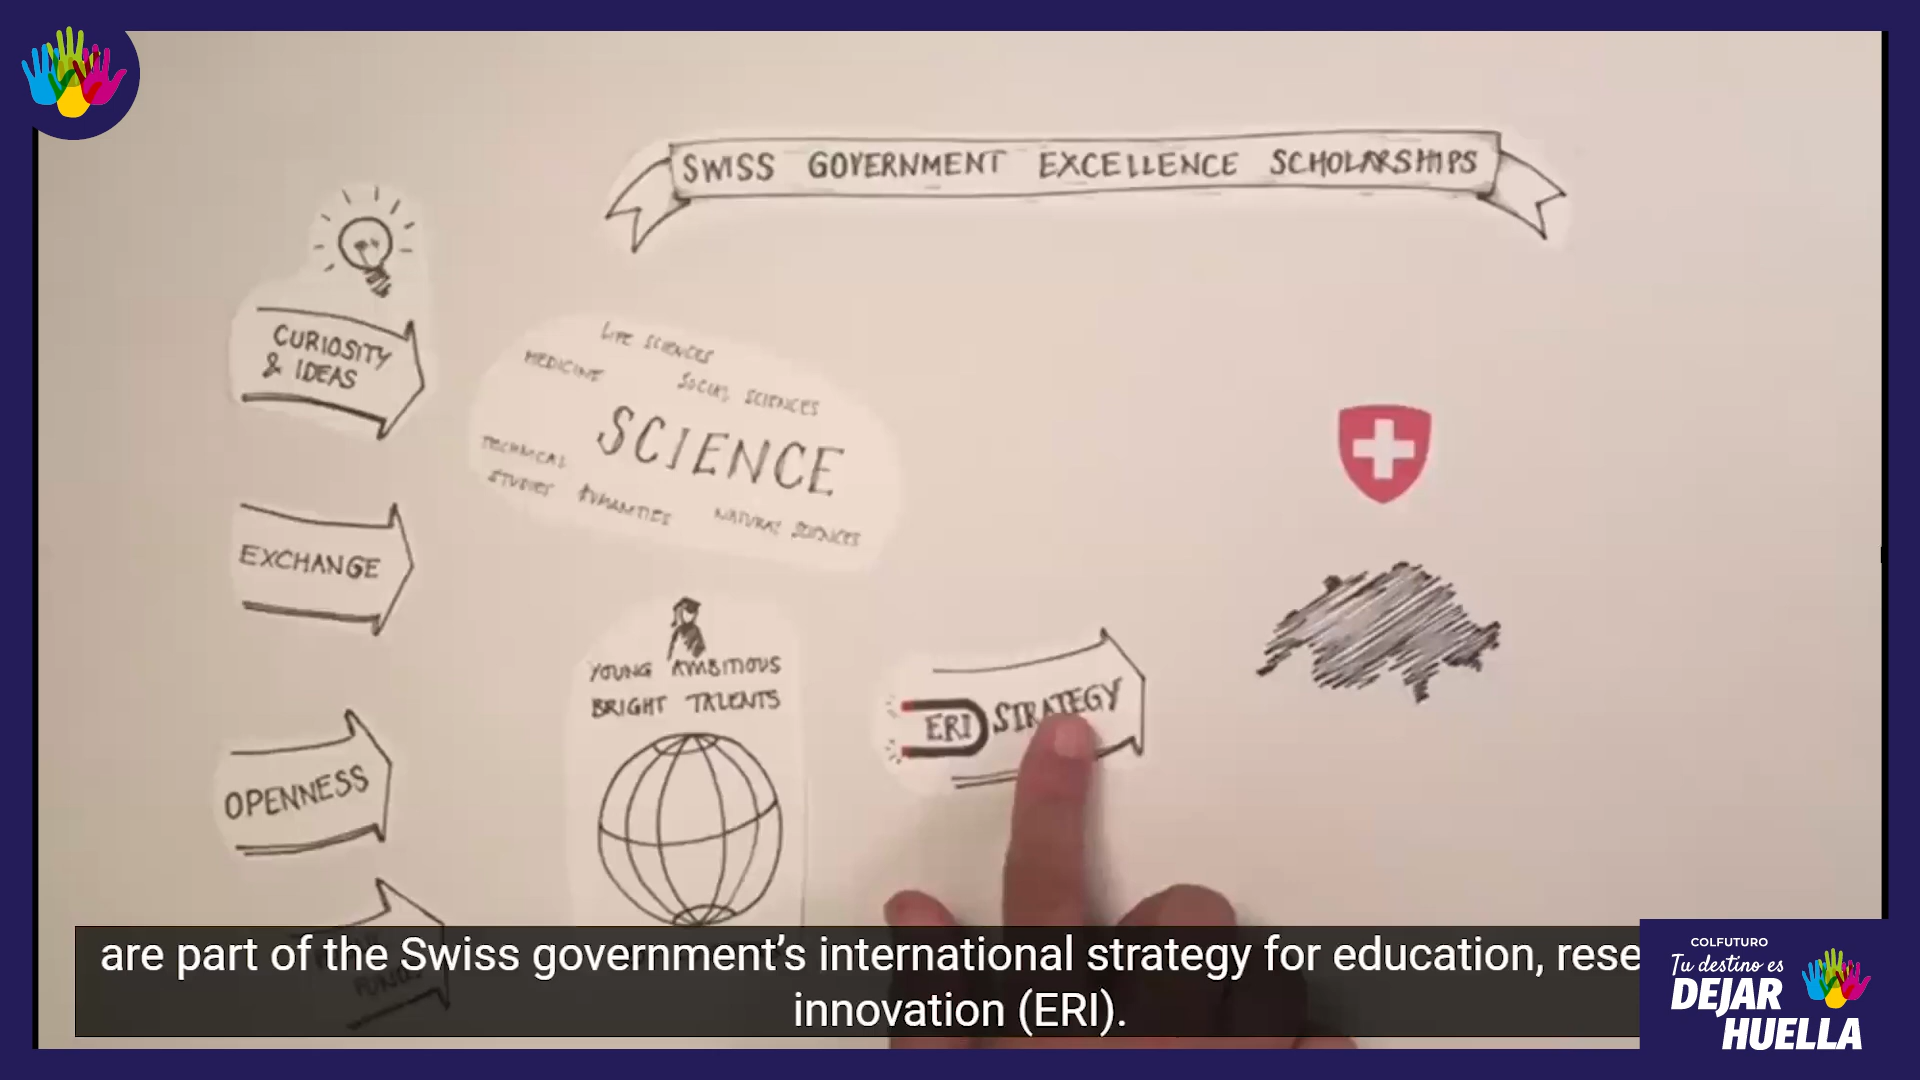 SWISS GOVERNMENT EXCELLENCE SCHOLARSHIPS
CURIOSITY
& IDEAS
LIFE SCIENCES
MEDICINE
SOCIAL SCIENCES
SCIENCE
TECHNICAL
STUDIES
HUMANITIES
NATURAL SCIENCES
EXCHANGE
YOUNG AMBITIOUS
BRIGHT TALENTS
ERI STRATEGY
OPENNESS
are part of the Swiss government’s international strategy for education, rese
innovation (ERI).
COLFUTURO
Tu destino es
DEJAR
HUELLA